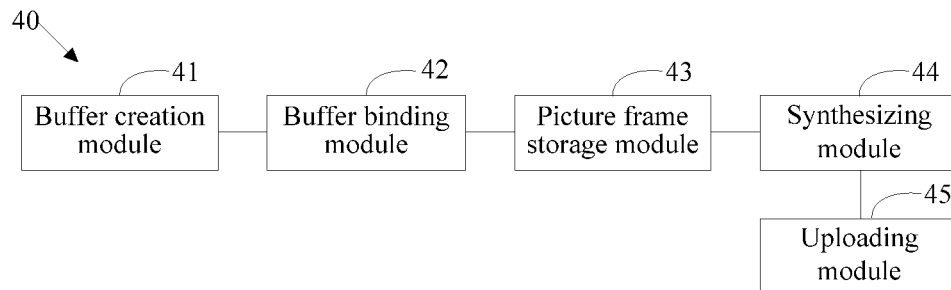 40
41
42
43
44
Buffer creation
module
Buffer binding
module
Picture frame
storage module
Synthesizing
module
45
Uploading
module